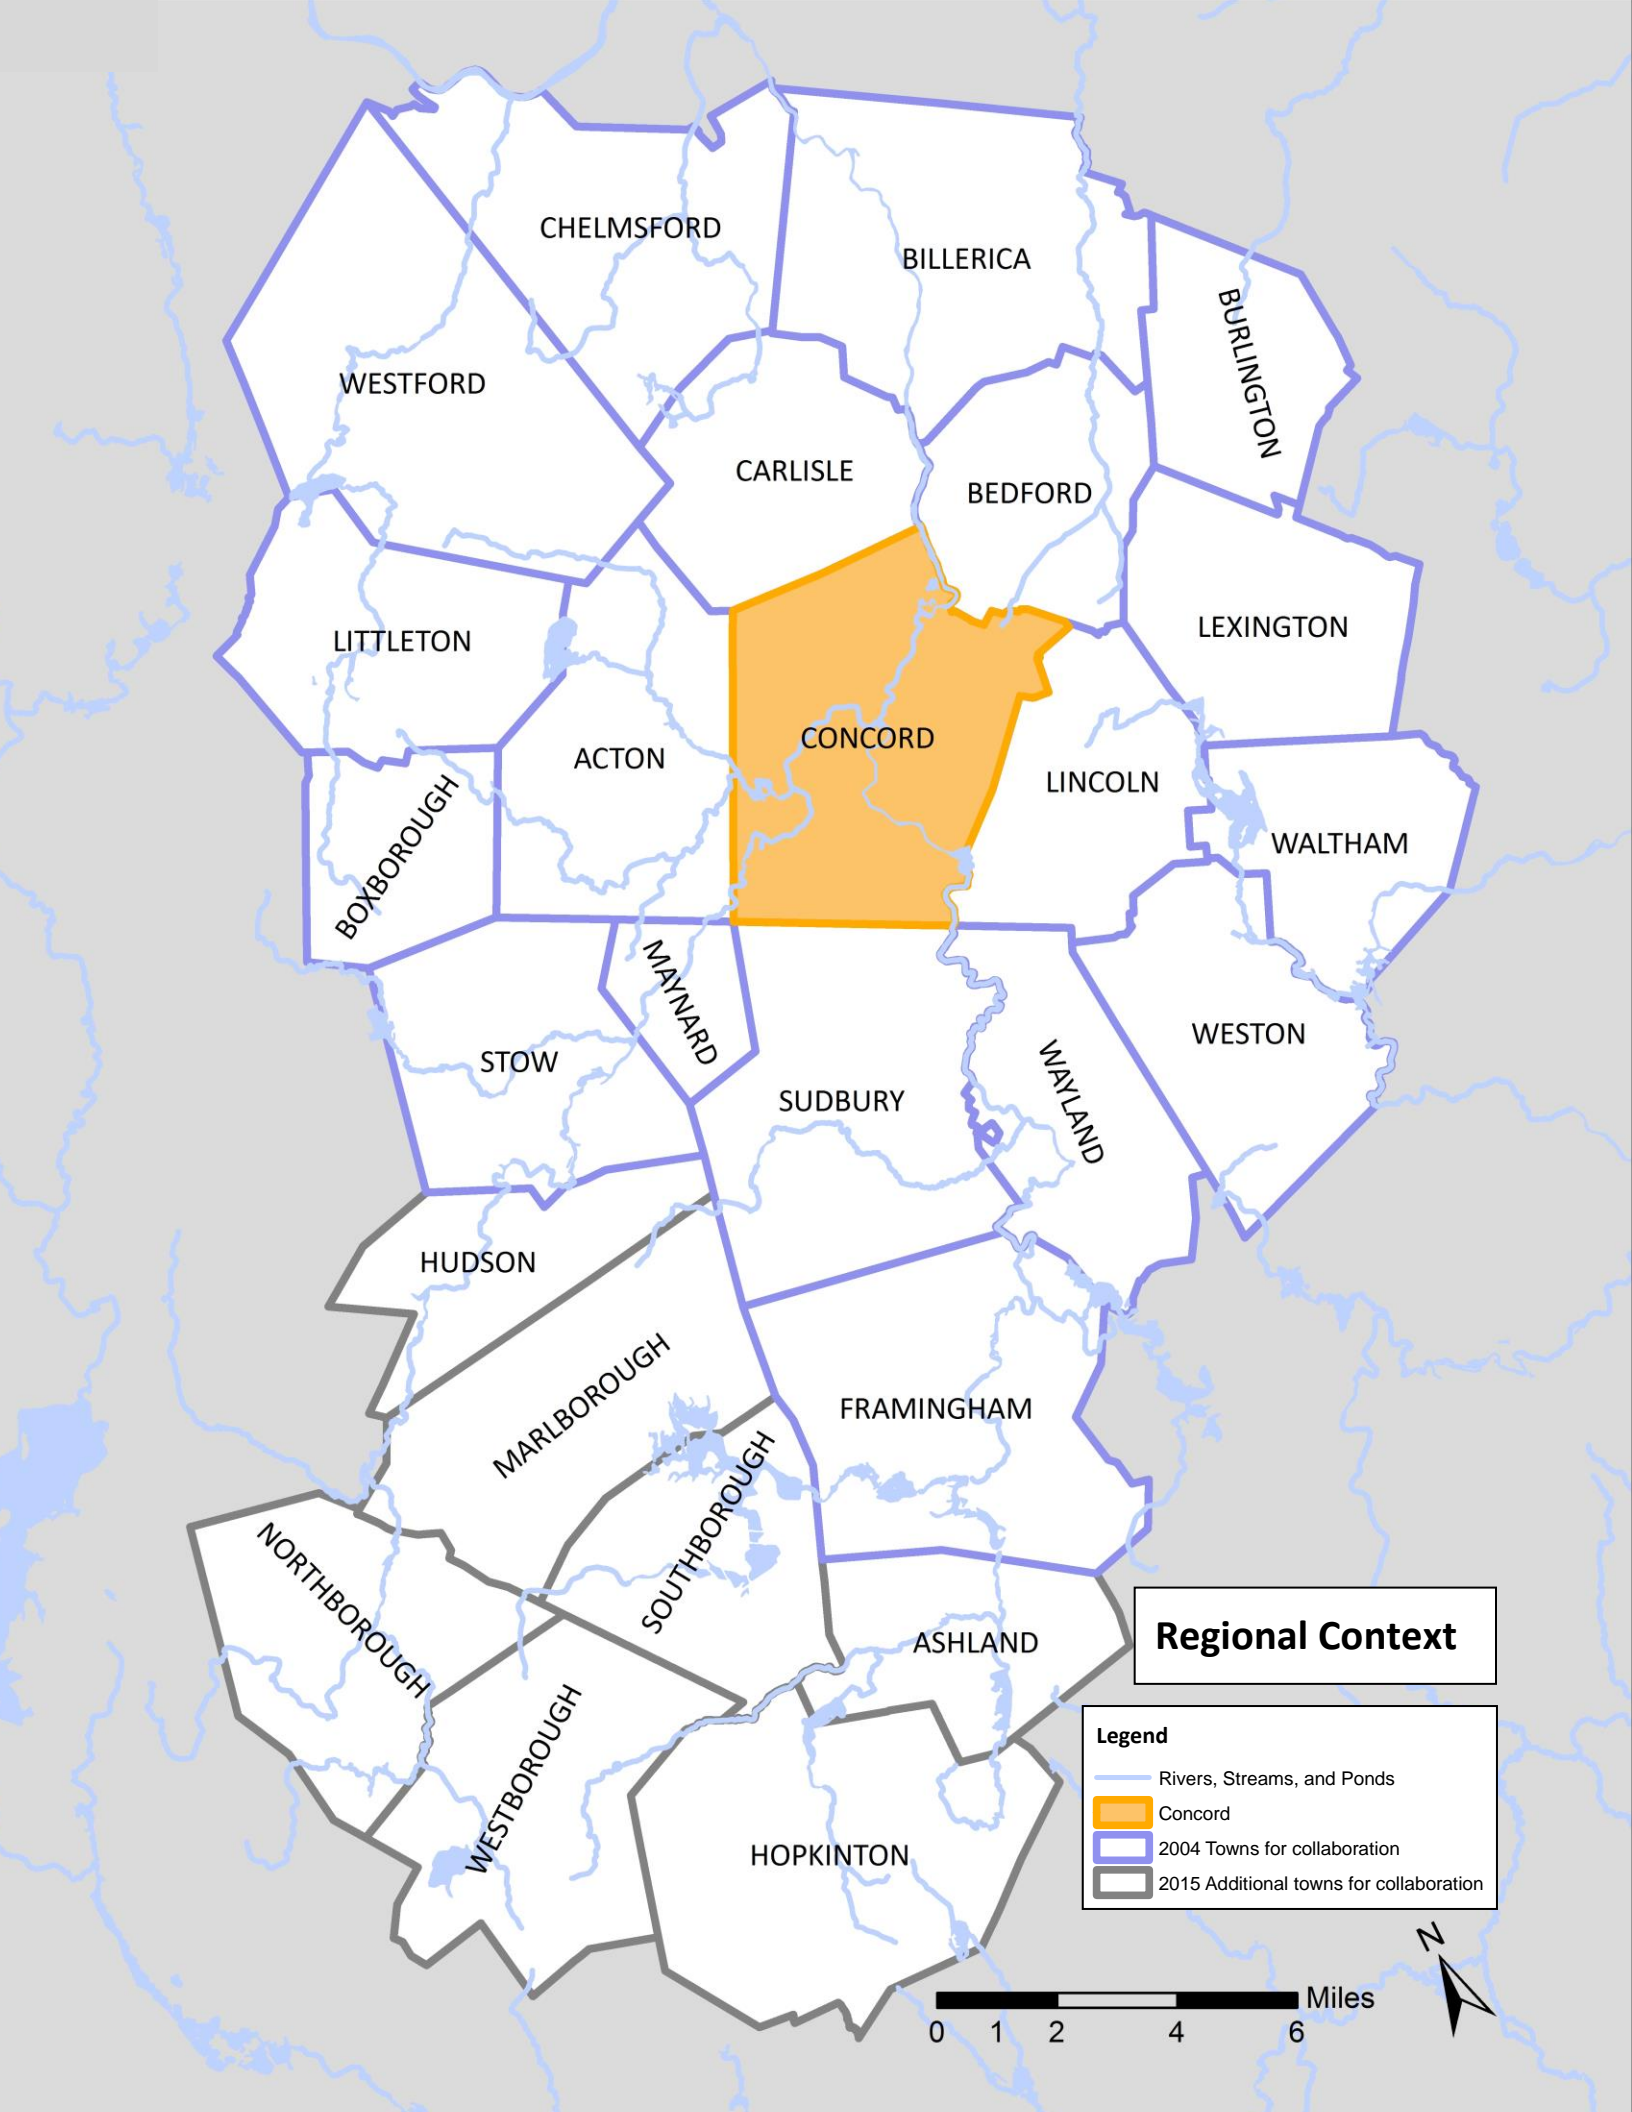 CHELMSFORD
BILLERICA
BURLINGTON
WESTFORD
CARLISLE
BEDFORD
LEXINGTON
LITTLETON
CONCORD
ACTON
LINCOLN
BOXBOROUGH
WALTHAM
MAYNARD
WESTON
STOW
SUDBURY
WAYLAND
HUDSON
MARLBOROUGH
FRAMINGHAM
SOUTHBOROUGH
NORTHBOROUGH
ASHLAND
WESTBOROUGH
HOPKINTON
Regional Context
Legend
Rivers, Streams, and Ponds
Concord
2004 Towns for collaboration
2015 Additional towns for collaboration
N
Miles
0 1 2 4 6